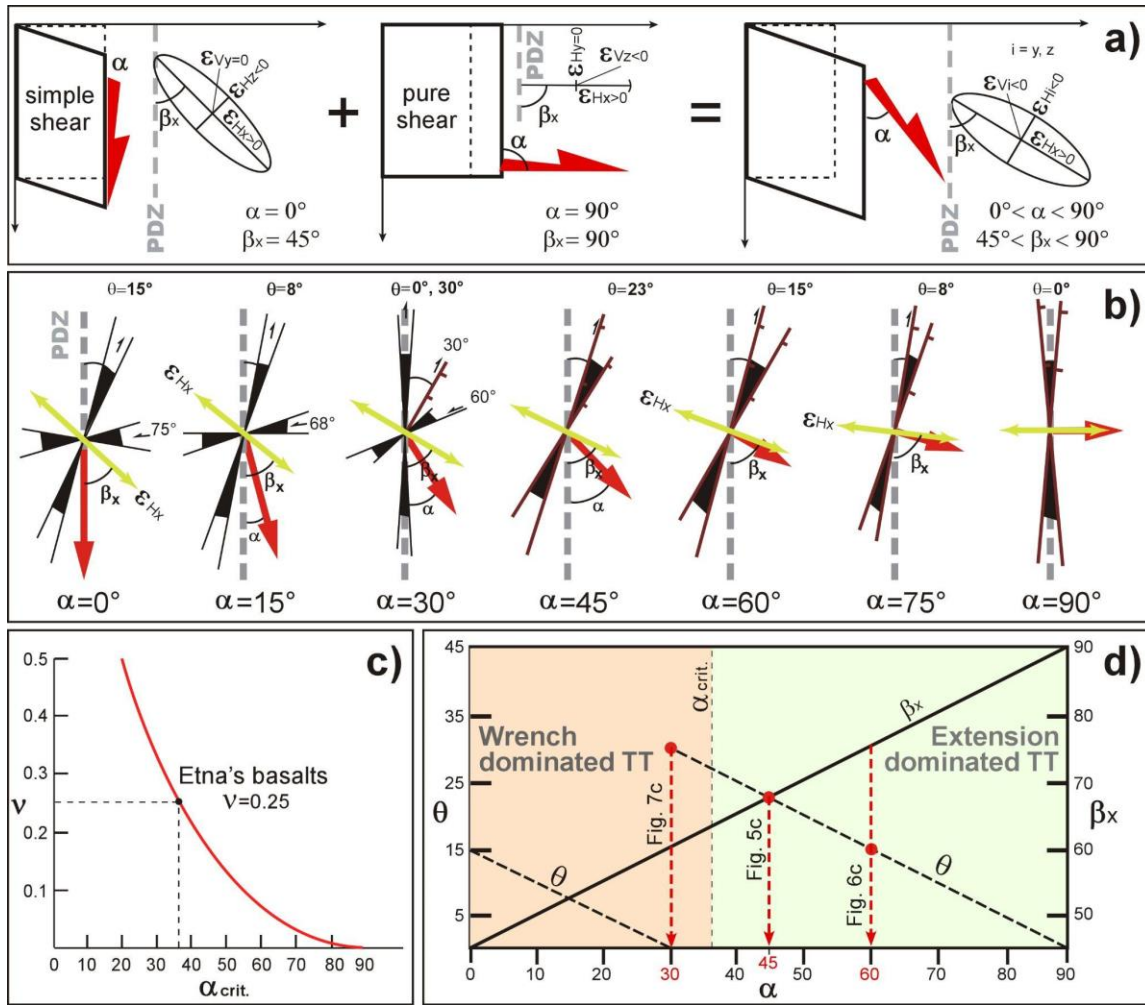 a)
simple
shear
α
PDZ
βx
εVy=0
εHz<0
εHx>0
α = 0°
βx = 45°
+
pure
shear
α
PDZ
βx
εHy=0
εVz<0
εHx>0
α = 90°
βx = 90°
=
α
PDZ
βx
i = y, z
εVi<0
εHi<0
εHx>0
0°< α < 90°
45°< βx < 90°
b)
θ=15° θ=8° θ=0°, 30° θ=23° θ=15° θ=8° θ=0°
PDZ
30°
60°
75°
68°
εHx
εHx
εHx
εHx
βx
βx
α
βx
α
βx
α
βx
βx
α=0° α=15° α=30° α=45° α=60° α=75° α=90°
c)
0.5
0.4
0.3
0.2
0.1
ν
Etna's basalts
ν=0.25
0 10 20 30 40 50 60 70 80 90
αcrit.
d)
45
35
25
15
5
θ
Wrench
dominated TT
αcrit.
Extension
dominated TT
βx
θ
θ
Fig. 7c
Fig. 5c
Fig. 6c
90
80
70
60
50
βx
0 10 20 30 40 45 50 60 70 80 90
α